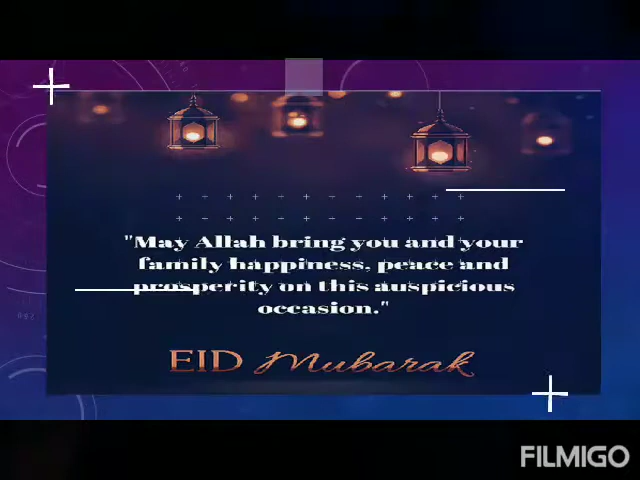 "May Allah bring you and your
family happiness, peace and
prosperity on this auspicious
occasion."
EID Mubarak
FILMIGO